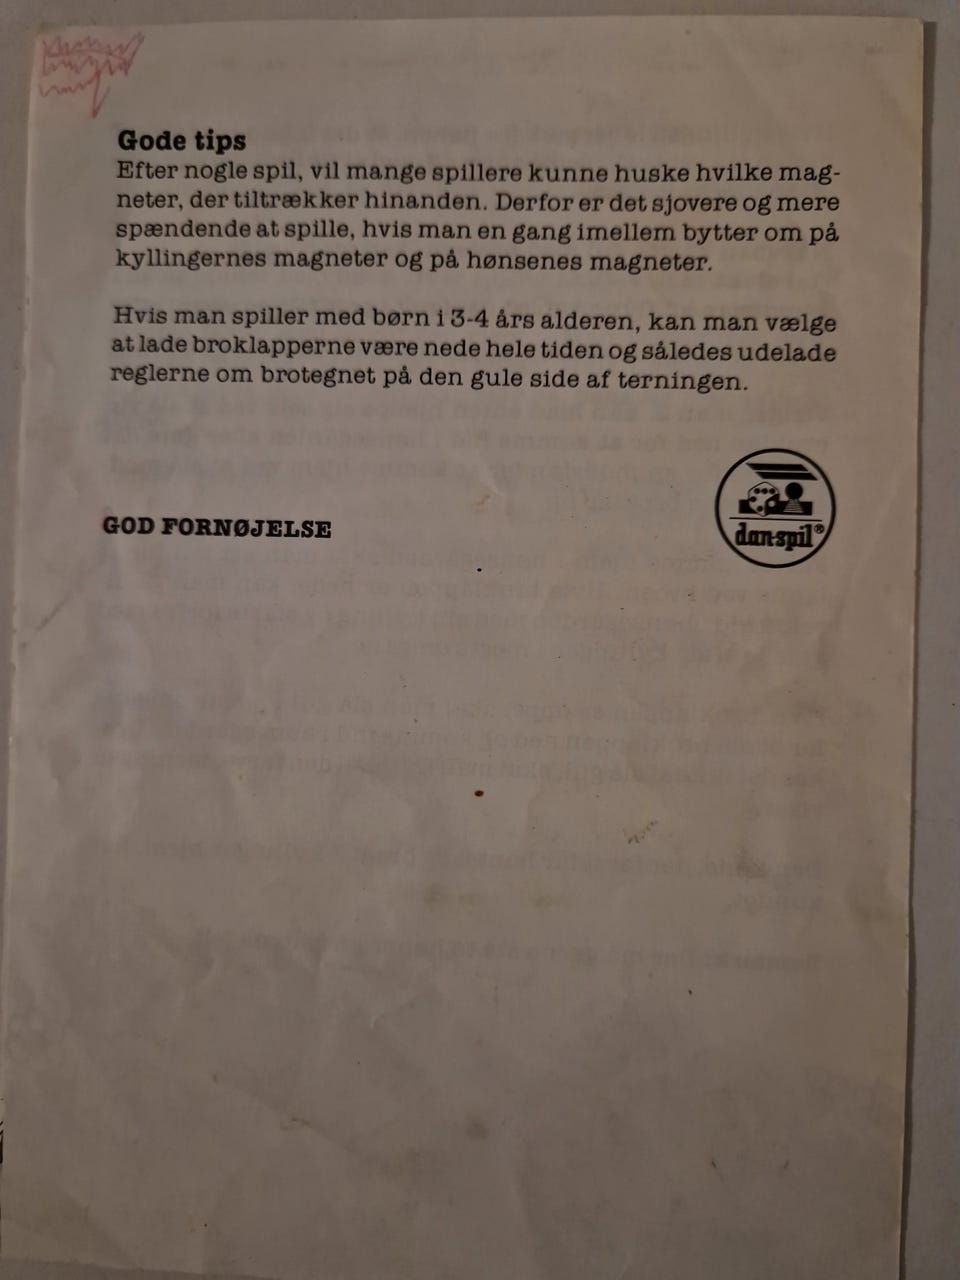 Gode tips
Efter nogle spil, vil mange spillere kunne huske hvilke mag-
neter, der tiltrækker hinanden. Derfor er det sjovere og mere
spændende at spille, hvis man en gang imellem bytter om på
kyllingernes magneter og på hønsenes magneter.
Hvis man spiller med børn i 3-4 års alderen, kan man vælge
at lade broklapperne være nede hele tiden og således udelade
reglerne om brotegnet på den gule side af terningen.
GOD FORNØJELSE
dan-spil®